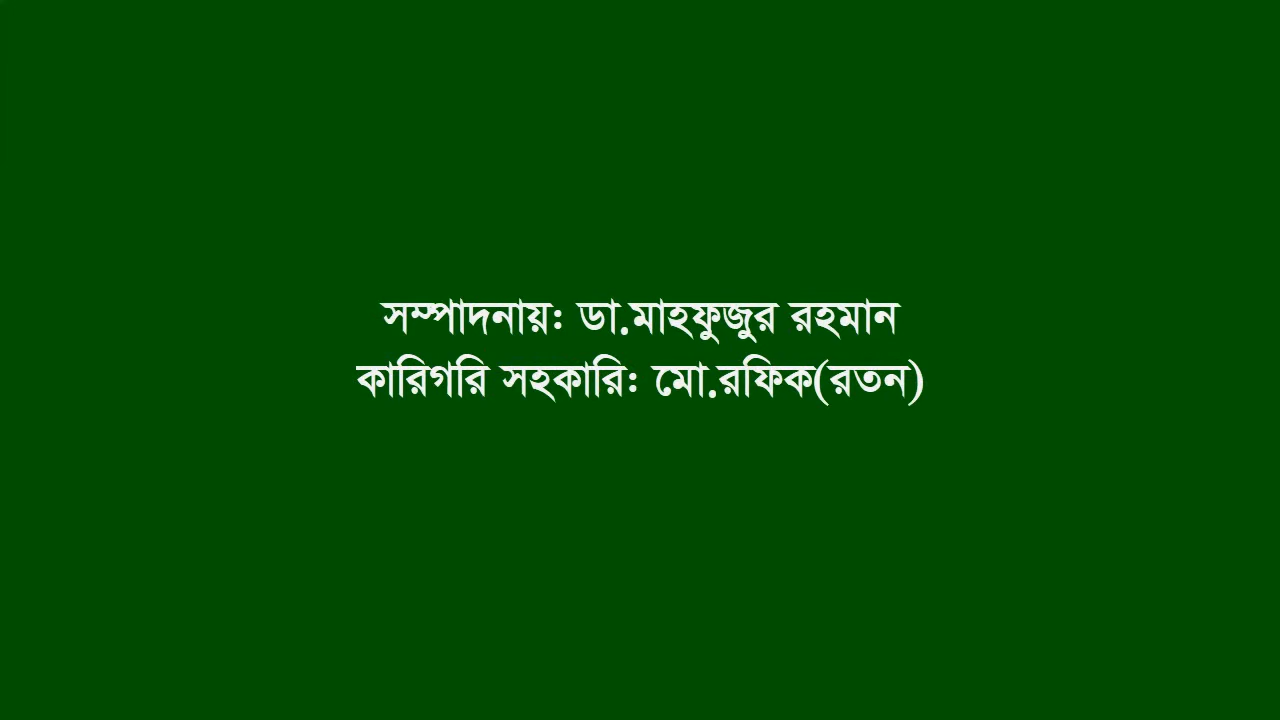 সম্পাদনায়: ডা.মাহফুজুর রহমান
কারিগরি সহকারি: মো.রফিক(রতন)